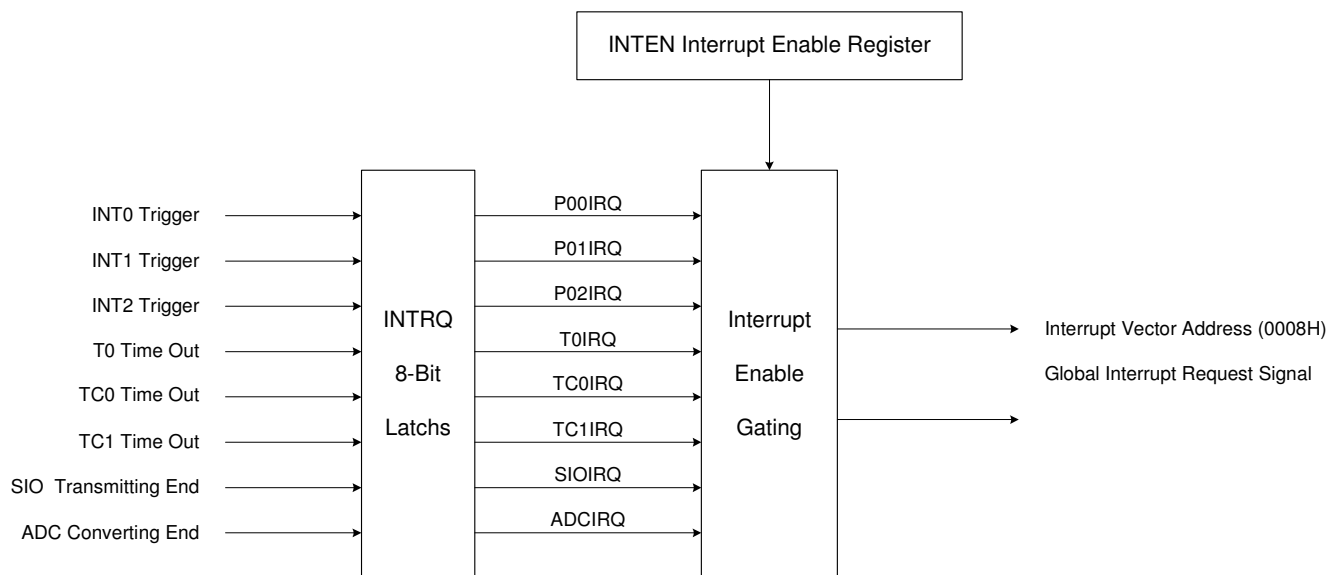 INTEN Interrupt Enable Register
INT0 Trigger
INT1 Trigger
INT2 Trigger
T0 Time Out
TC0 Time Out
TC1 Time Out
SIO  Transmitting End
ADC Converting End
INTRQ
8-Bit
Latchs
P00IRQ
P01IRQ
P02IRQ
T0IRQ
TC0IRQ
TC1IRQ
SIOIRQ
ADCIRQ
Interrupt
Enable
Gating
Interrupt Vector Address (0008H)
Global Interrupt Request Signal